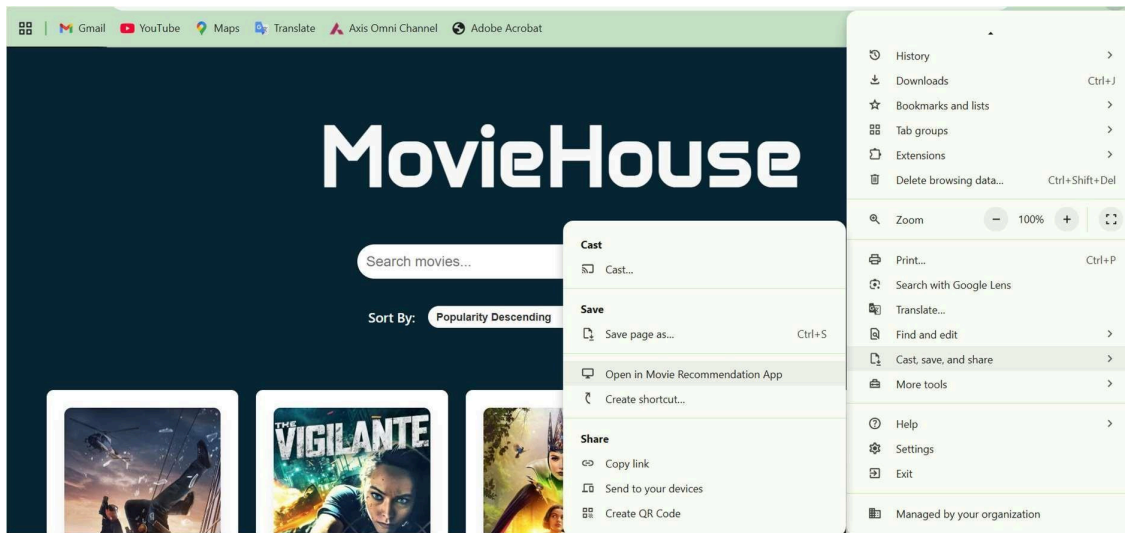 Gmail
YouTube
Maps
Translate
Axis Omni Channel
Adobe Acrobat
MovieHouse
Search movies...
Sort By: Popularity Descending
THE
VIGILANTE
Cast
Cast...
Save
Save page as... Ctrl+S
Open in Movie Recommendation App
Create shortcut...
Share
Copy link
Send to your devices
Create QR Code
History
Downloads Ctrl+J
Bookmarks and lists
Tab groups
Extensions
Delete browsing data... Ctrl+Shift+Del
Zoom − 100% +
Print... Ctrl+P
Search with Google Lens
Translate...
Find and edit
Cast, save, and share
More tools
Help
Settings
Exit
Managed by your organization